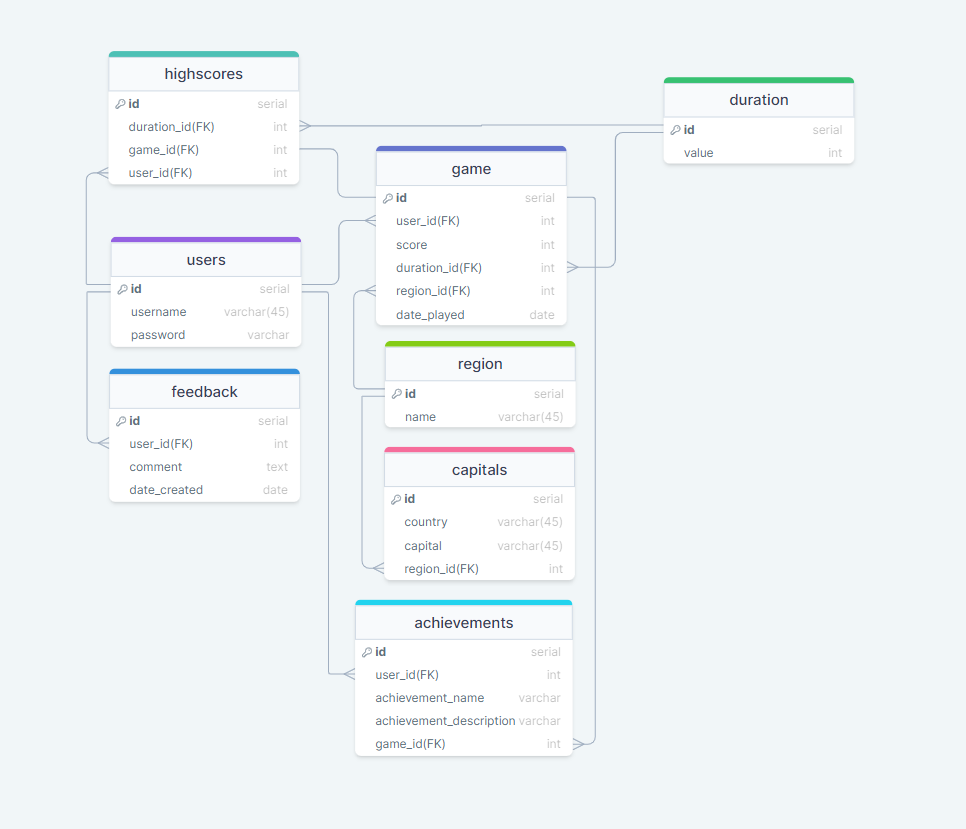 highscores
id serial
duration_id(FK) int
game_id(FK) int
user_id(FK) int
duration
id serial
value int
game
id serial
user_id(FK) int
score int
duration_id(FK) int
region_id(FK) int
date_played date
users
id serial
username varchar(45)
password varchar
region
id serial
name varchar(45)
feedback
id serial
user_id(FK) int
comment text
date_created date
capitals
id serial
country varchar(45)
capital varchar(45)
region_id(FK) int
achievements
id serial
user_id(FK) int
achievement_name varchar
achievement_description varchar
game_id(FK) int